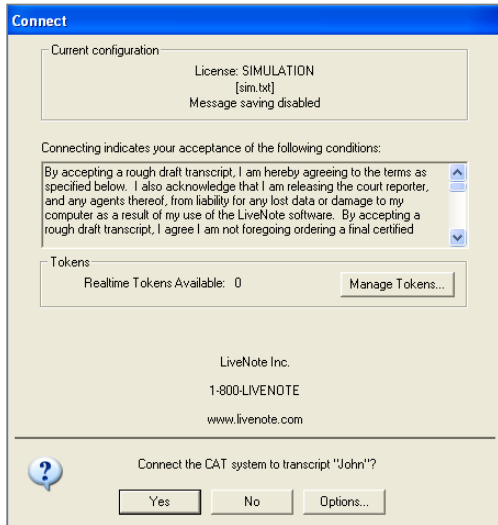 Connect
Current configuration
License: SIMULATION
[sim.txt]
Message saving disabled
Connecting indicates your acceptance of the following conditions:
By accepting a rough draft transcript, I am hereby agreeing to the terms as
specified below.  I also acknowledge that I am releasing the court reporter,
and any agents thereof, from liability for any lost data or damage to my
computer as a result of my use of the LiveNote software.  By accepting a
rough draft transcript, I agree I am not foregoing ordering a final certified
Tokens
Realtime Tokens Available:  0
Manage Tokens...
LiveNote Inc.
1-800-LIVENOTE
www.livenote.com
Connect the CAT system to transcript "John"?
Yes No Options...